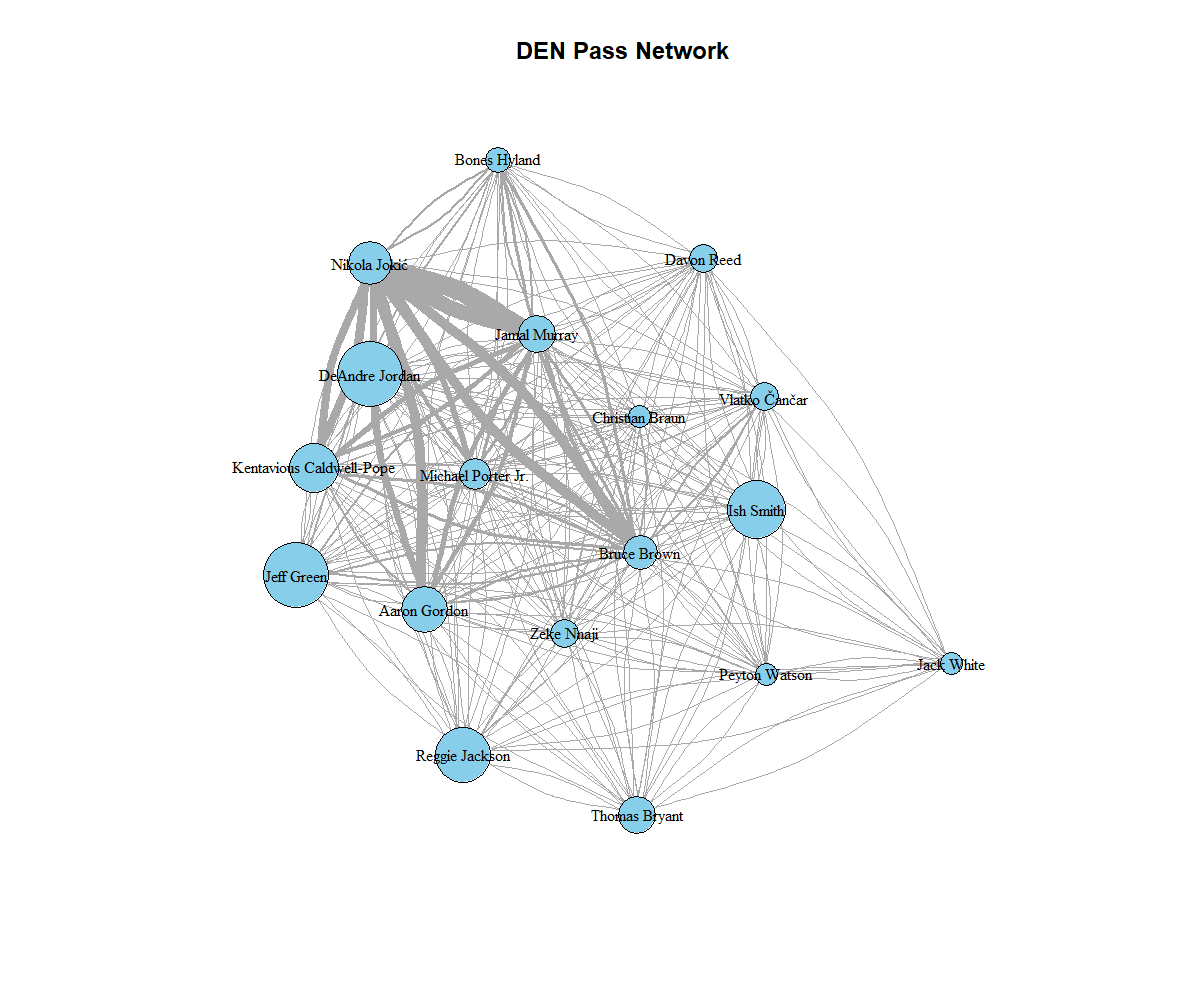 DEN Pass Network
Bones Hyland
Davon Reed
Nikola Jokić
Jamal Murray
DeAndre Jordan
Vlatko Čančar
Christian Braun
Kentavious Caldwell-Pope
Michael Porter Jr.
Ish Smith
Bruce Brown
Jeff Green
Aaron Gordon
Zeke Nnaji
Jack White
Peyton Watson
Reggie Jackson
Thomas Bryant